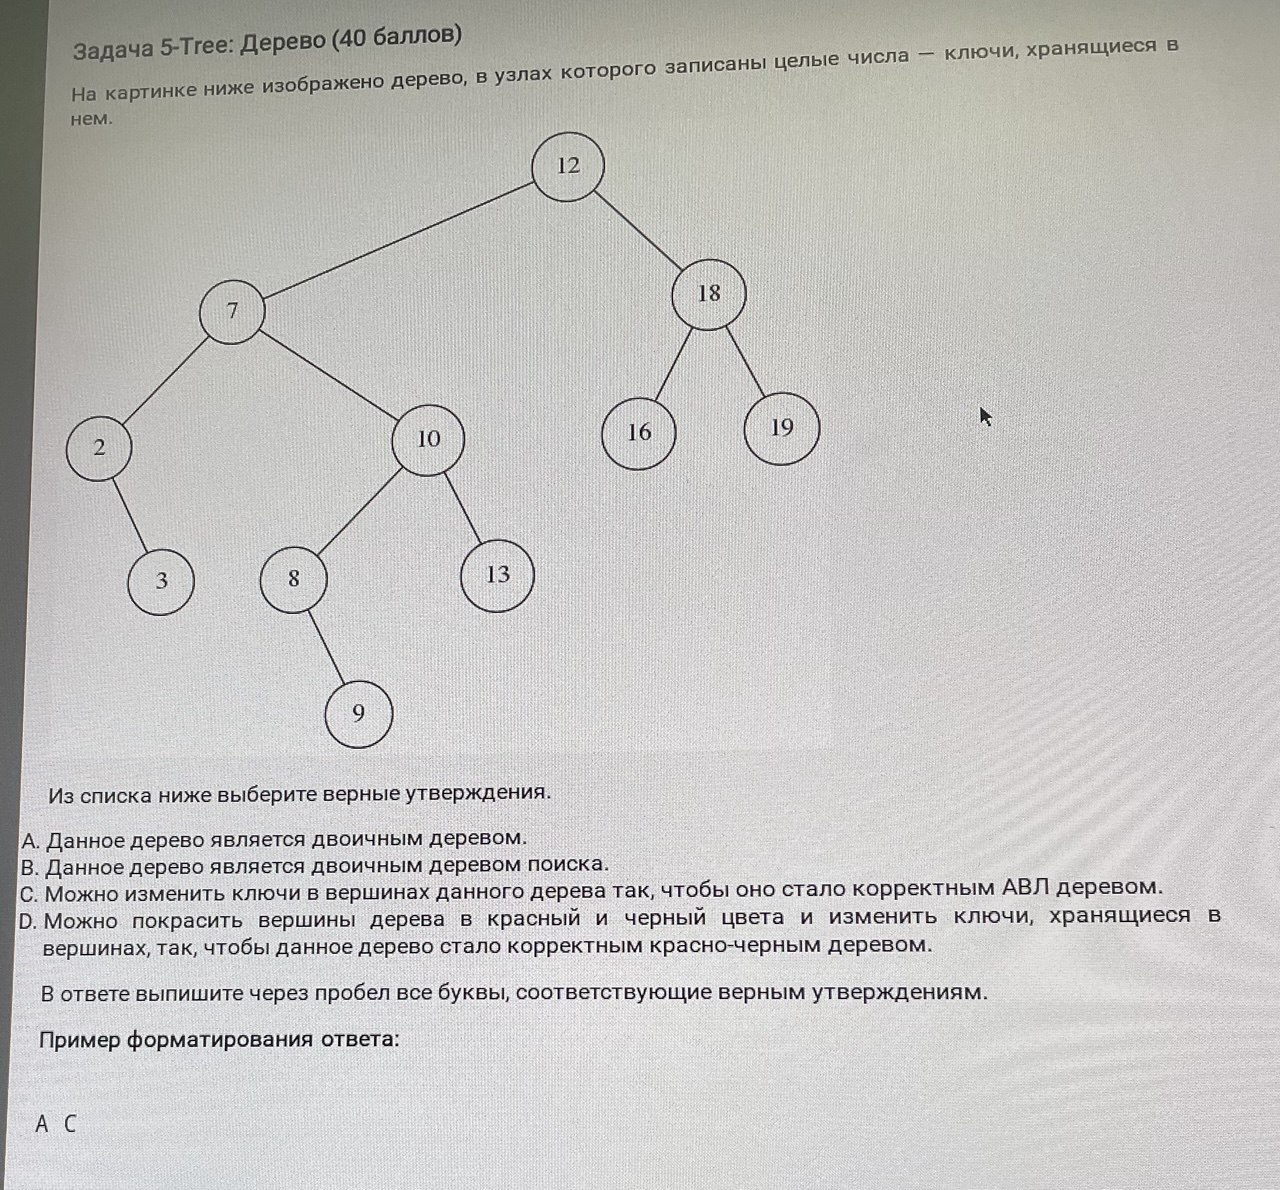 Задача 5-Tree: Дерево (40 баллов)
На картинке ниже изображено дерево, в узлах которого записаны целые числа — ключи, хранящиеся в
нем.
12
7
18
2
10
16
19
3
8
13
9
Из списка ниже выберите верные утверждения.
A. Данное дерево является двоичным деревом.
B. Данное дерево является двоичным деревом поиска.
C. Можно изменить ключи в вершинах данного дерева так, чтобы оно стало корректным АВЛ деревом.
D. Можно покрасить вершины дерева в красный и черный цвета и изменить ключи, хранящиеся в
вершинах, так, чтобы данное дерево стало корректным красно-черным деревом.
В ответе выпишите через пробел все буквы, соответствующие верным утверждениям.
Пример форматирования ответа:
A C